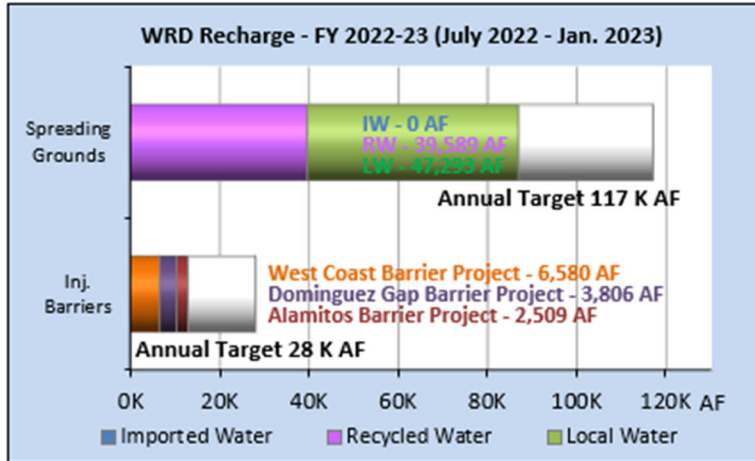 WRD Recharge - FY 2022-23 (July 2022 - Jan. 2023)
Spreading
Grounds
IW - 0 AF
RW - 39,589 AF
LW - 47,293 AF
Annual Target 117 K AF
Inj.
Barriers
West Coast Barrier Project - 6,580 AF
Dominguez Gap Barrier Project - 3,806 AF
Alamitos Barrier Project - 2,509 AF
Annual Target 28 K AF
0K 20K 40K 60K 80K 100K 120K AF
Imported Water Recycled Water Local Water